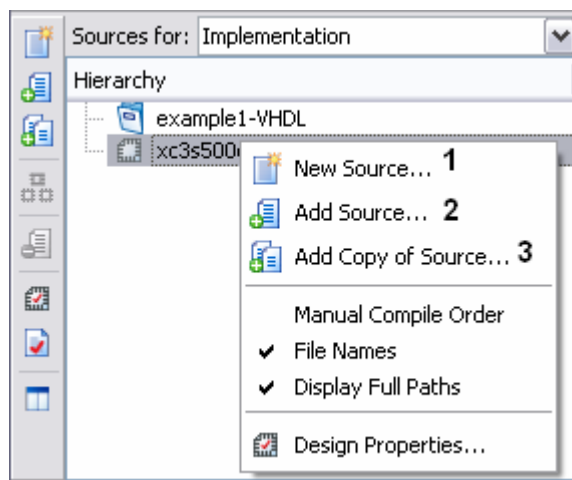 Sources for: Implementation
Hierarchy
example1-VHDL
xc3s500
New Source... 1
Add Source... 2
Add Copy of Source... 3
Manual Compile Order
File Names
Display Full Paths
Design Properties...